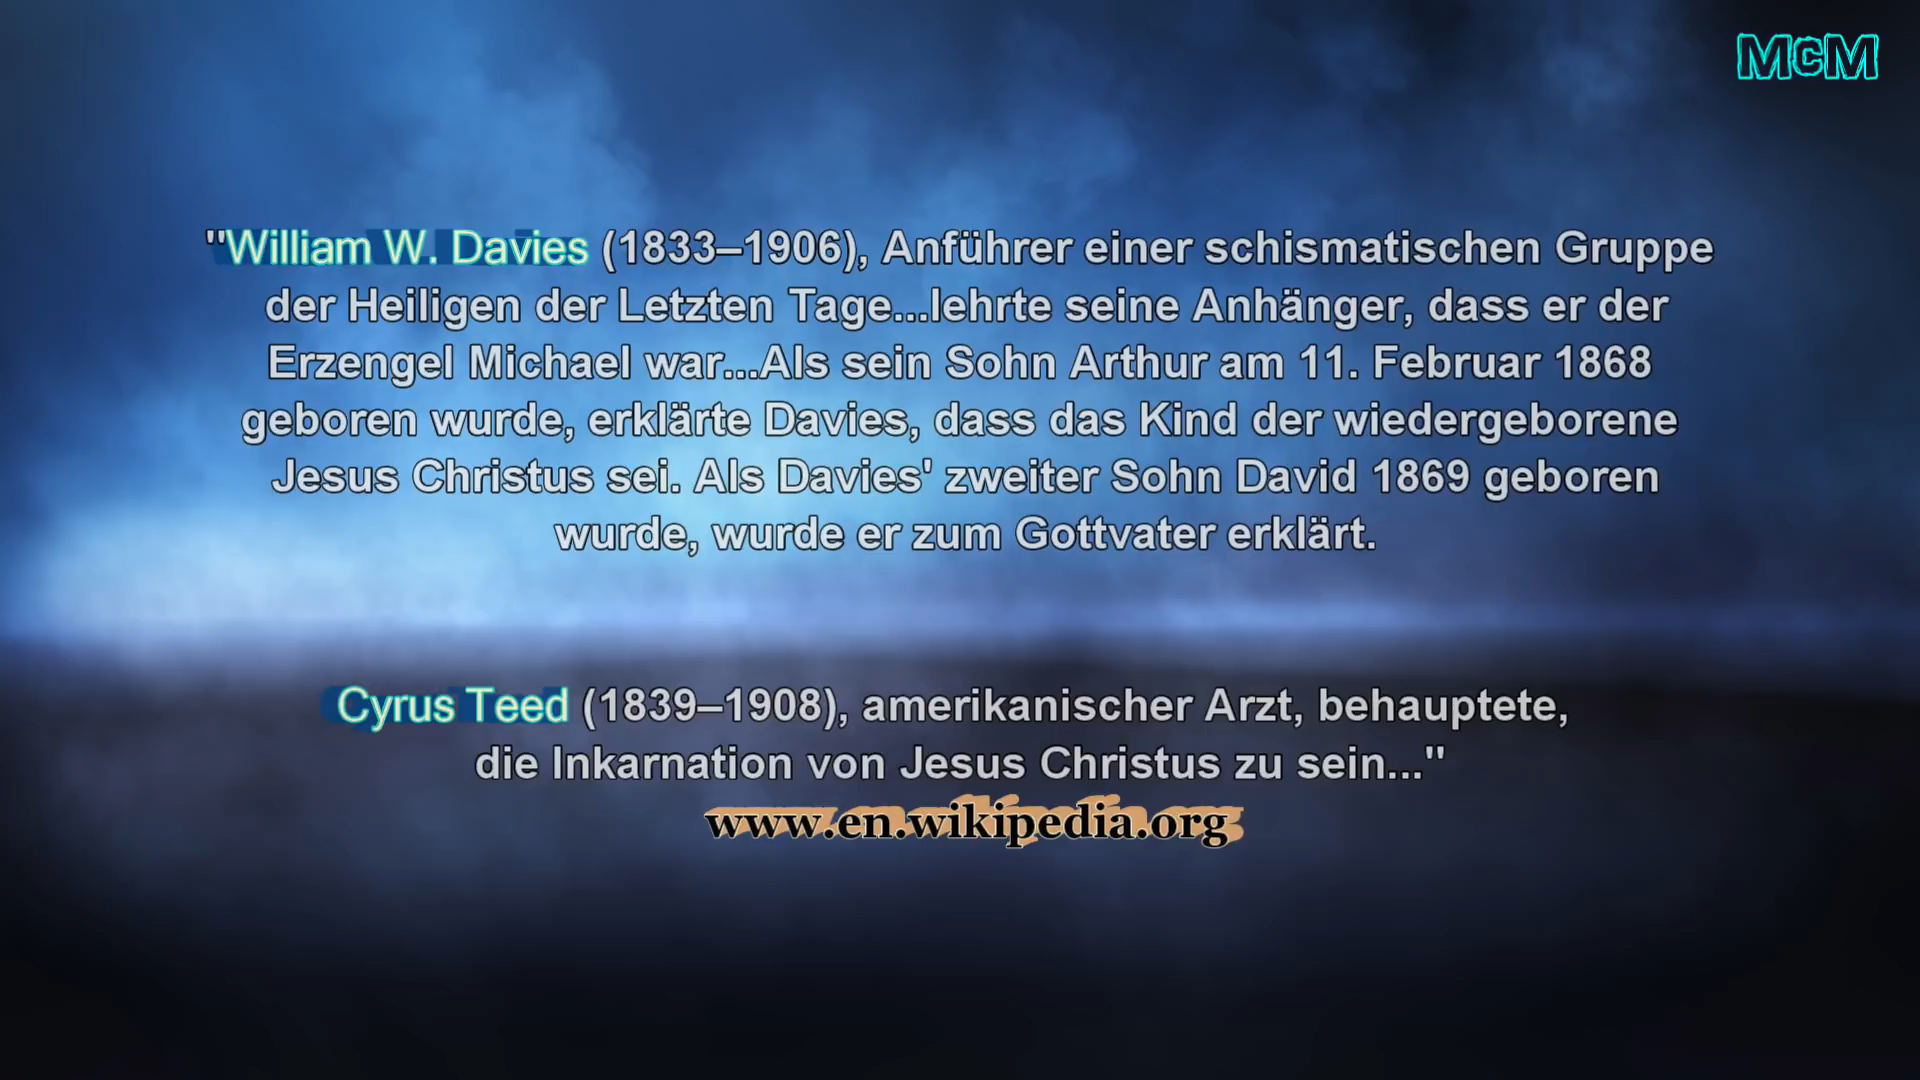 McM
"William W. Davies (1833–1906), Anführer einer schismatischen Gruppe
der Heiligen der Letzten Tage...lehrte seine Anhänger, dass er der
Erzengel Michael war...Als sein Sohn Arthur am 11. Februar 1868
geboren wurde, erklärte Davies, dass das Kind der wiedergeborene
Jesus Christus sei. Als Davies' zweiter Sohn David 1869 geboren
wurde, wurde er zum Gottvater erklärt.
Cyrus Teed (1839–1908), amerikanischer Arzt, behauptete,
die Inkarnation von Jesus Christus zu sein..."
www.en.wikipedia.org